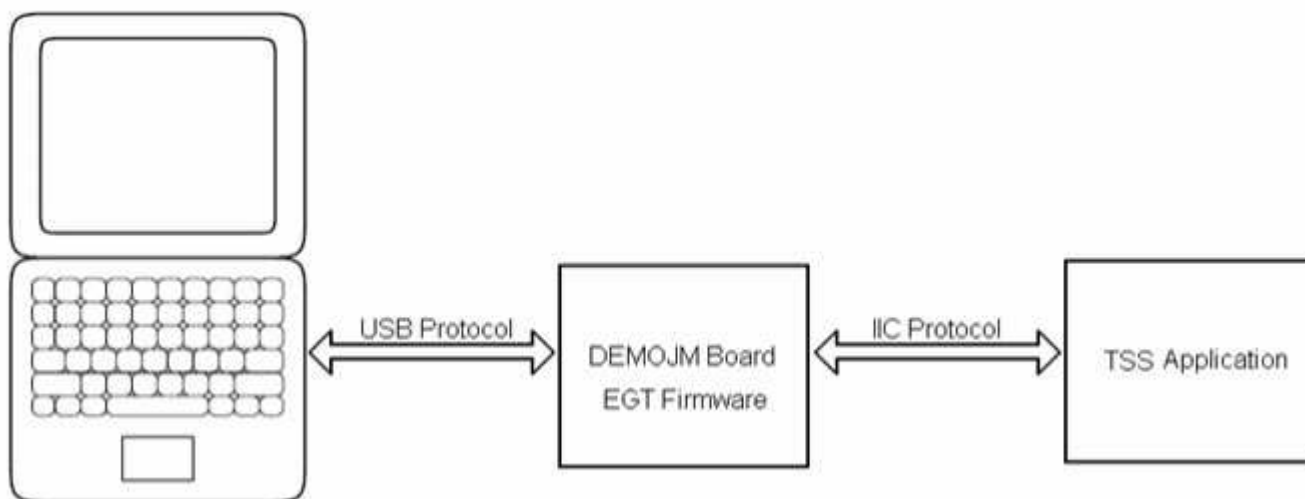 USB Protocol
DEMOJM Board
EGT Firmware
IIC Protocol
TSS Application